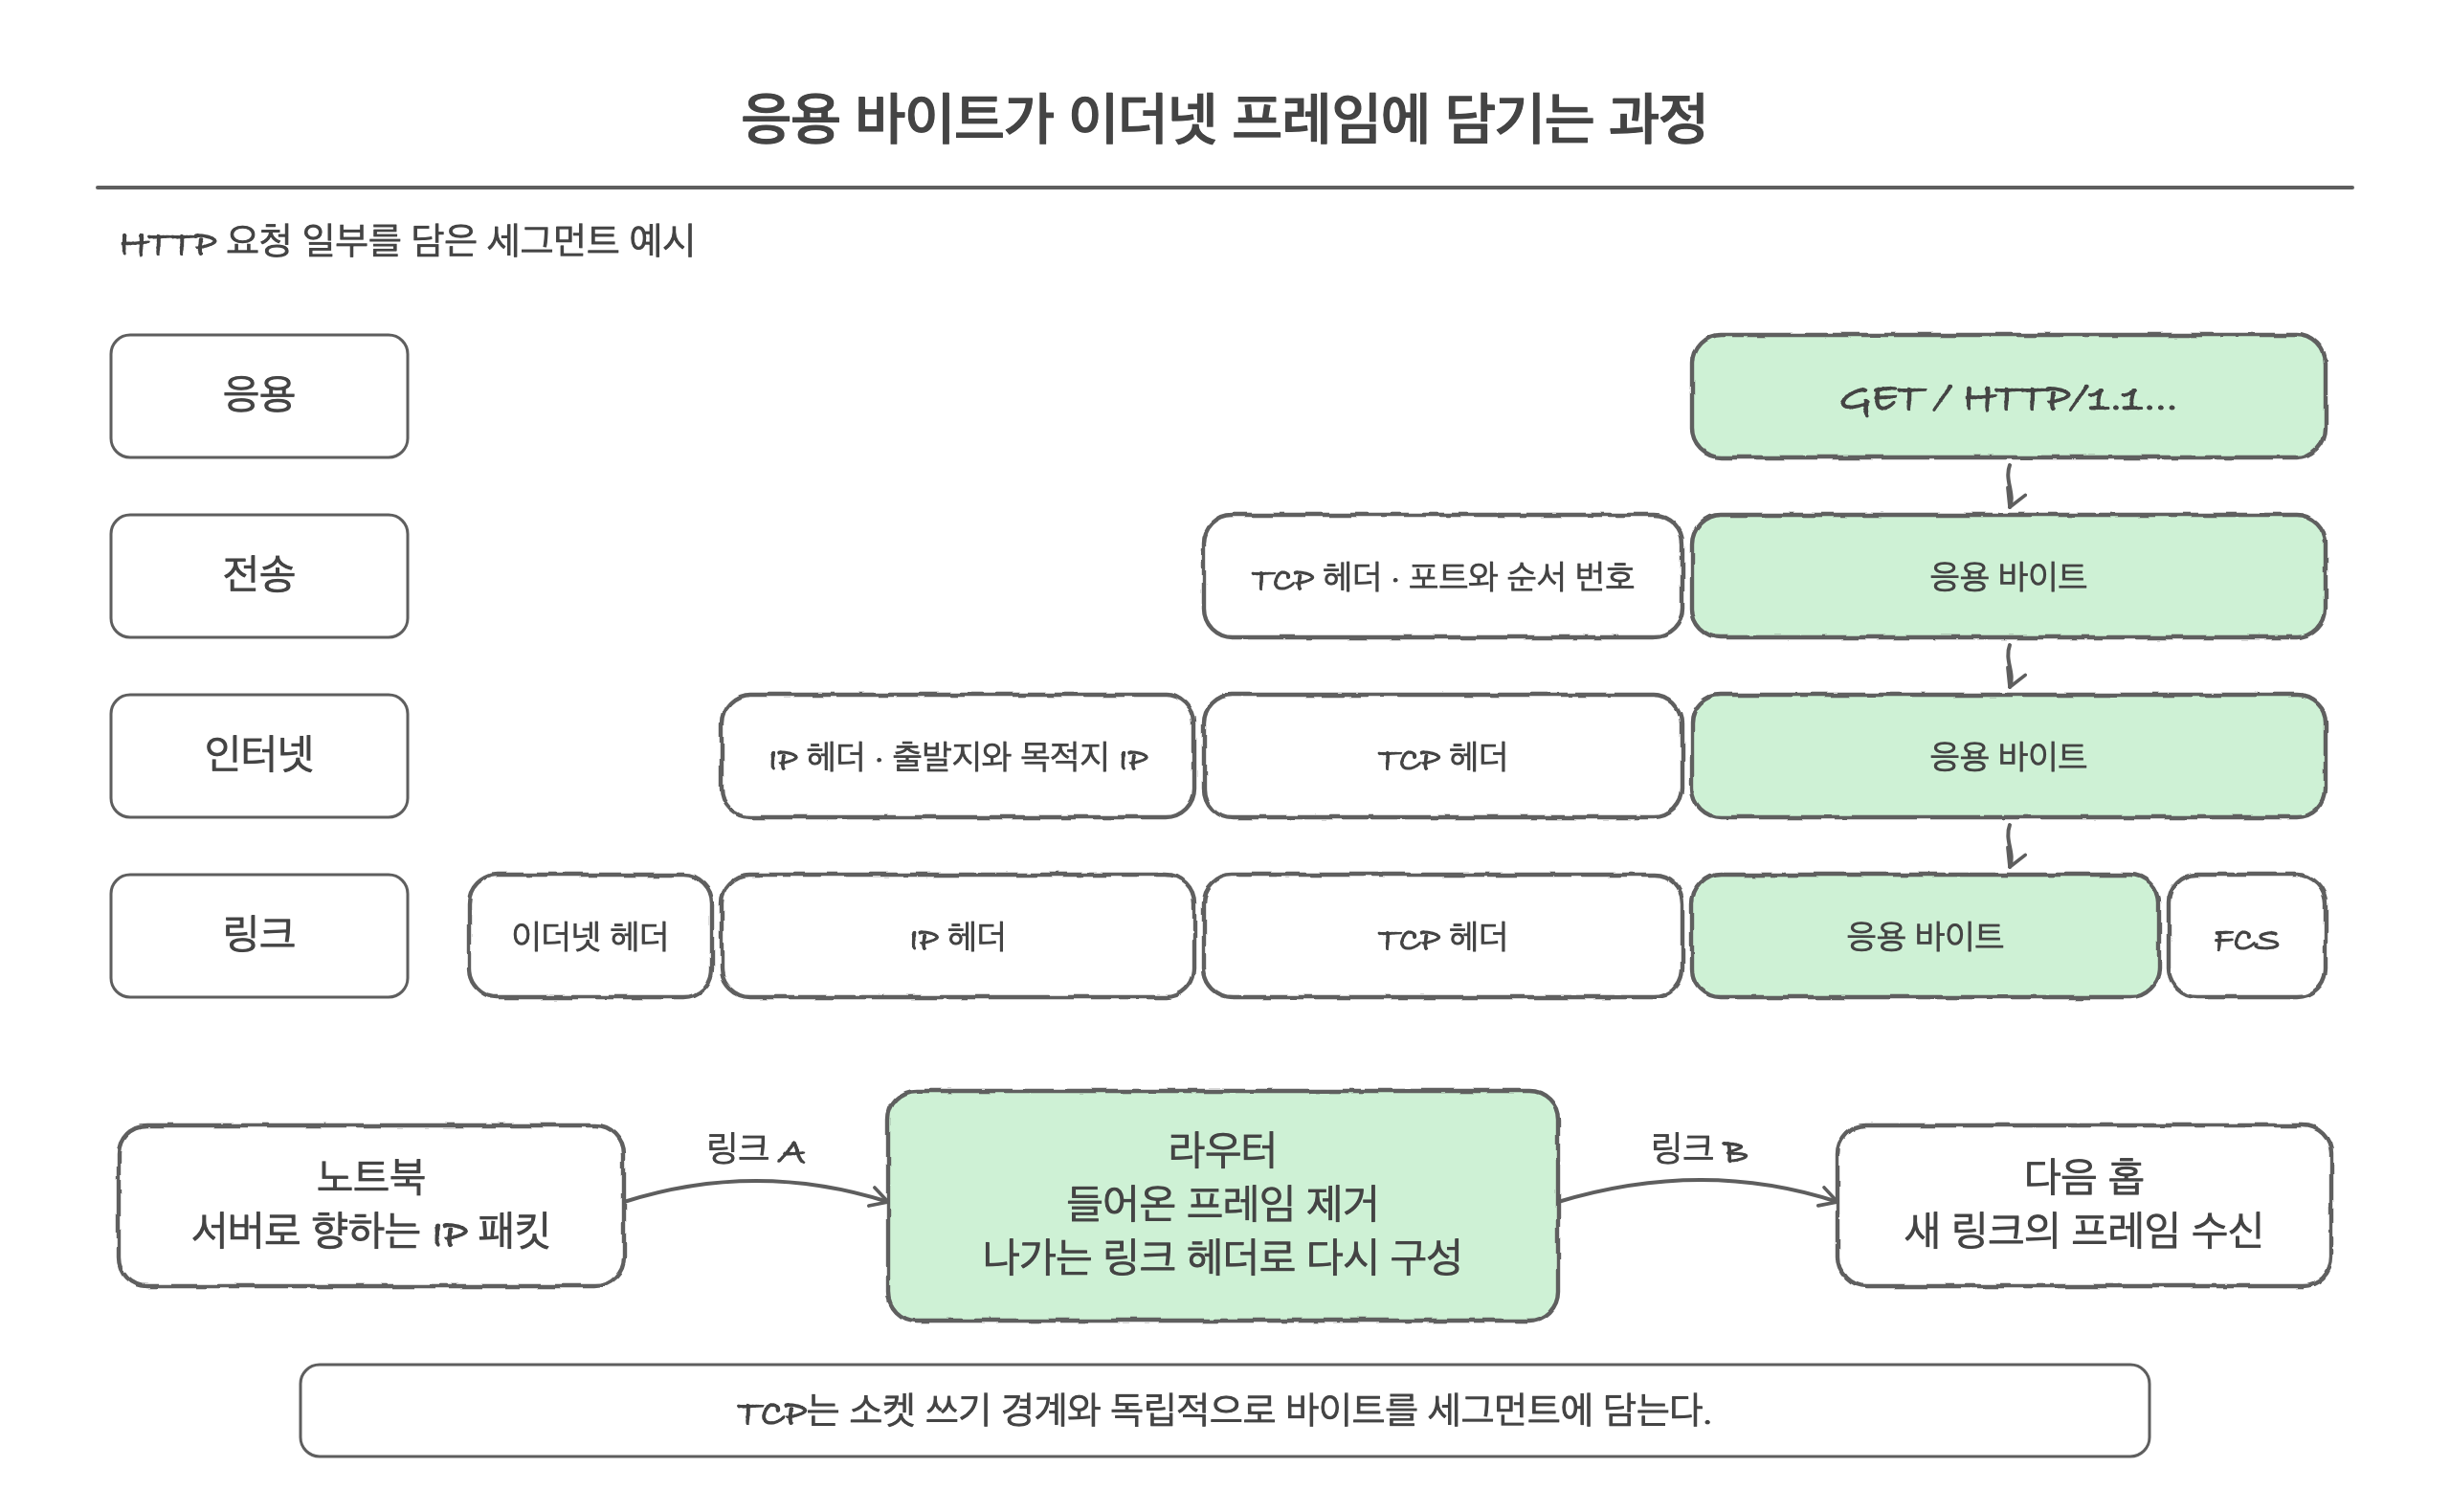 응용 바이트가 이더넷 프레임에 담기는 과정
HTTP 요청 일부를 담은 세그먼트 예시
응용
GET / HTTP/1.1...
전송
TCP 헤더 · 포트와 순서 번호
응용 바이트
인터넷
IP 헤더 · 출발지와 목적지 IP
TCP 헤더
응용 바이트
링크
이더넷 헤더
IP 헤더
TCP 헤더
응용 바이트
FCS
노트북
서버로 향하는 IP 패킷
링크 A
라우터
들어온 프레임 제거
나가는 링크 헤더로 다시 구성
링크 B
다음 홉
새 링크의 프레임 수신
TCP는 소켓 쓰기 경계와 독립적으로 바이트를 세그먼트에 담는다.